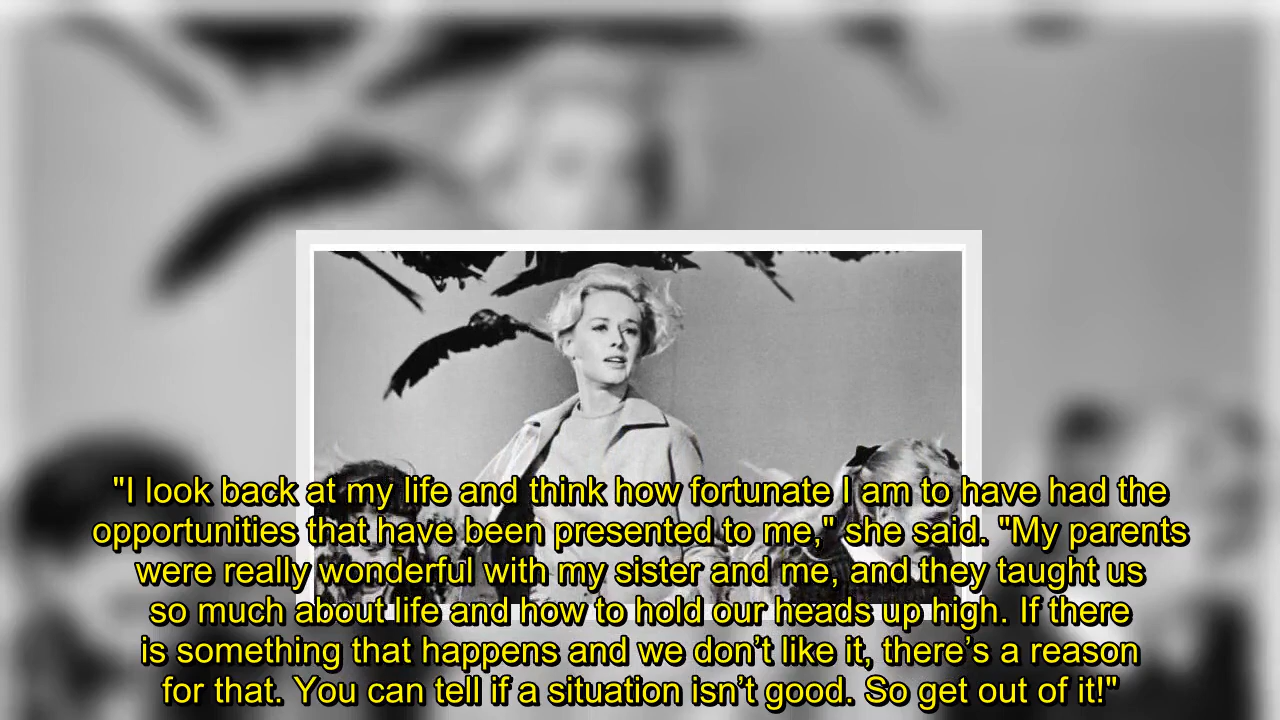 "I look back at my life and think how fortunate I am to have had the
opportunities that have been presented to me," she said. "My parents
were really wonderful with my sister and me, and they taught us
so much about life and how to hold our heads up high. If there
is something that happens and we don’t like it, there’s a reason
for that. You can tell if a situation isn’t good. So get out of it!"